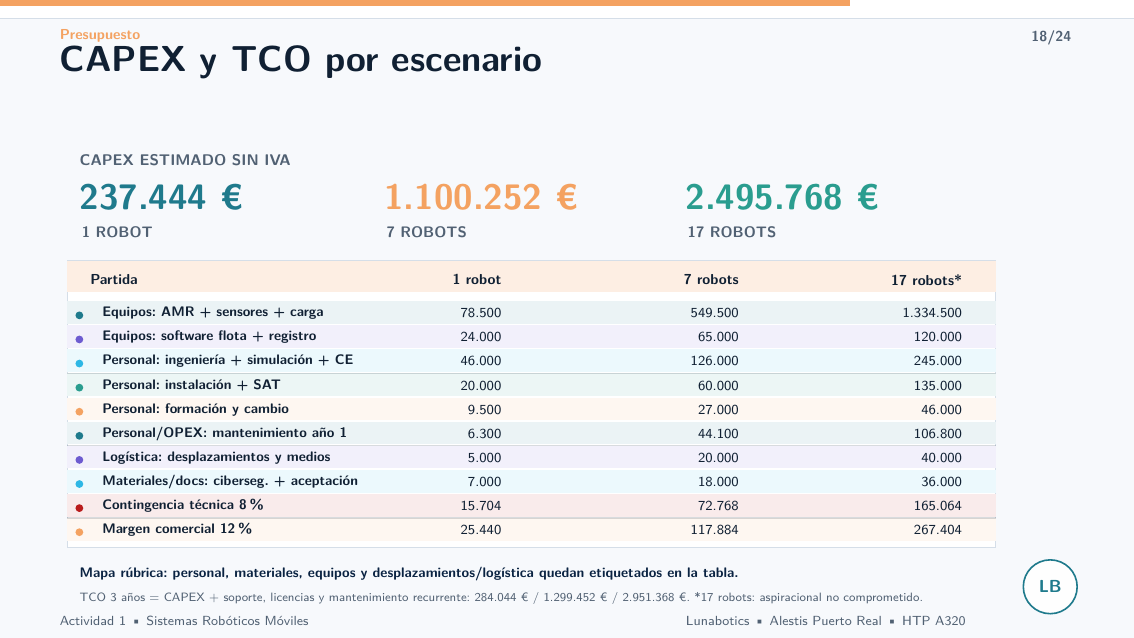 Presupuesto
18/24
CAPEX y TCO por escenario
CAPEX ESTIMADO SIN IVA
237.444 € 1.100.252 € 2.495.768 €
1 ROBOT 7 ROBOTS 17 ROBOTS
Partida 1 robot 7 robots 17 robots*
Equipos: AMR + sensores + carga 78.500 549.500 1.334.500
Equipos: software flota + registro 24.000 65.000 120.000
Personal: ingeniería + simulación + CE 46.000 126.000 245.000
Personal: instalación + SAT 20.000 60.000 135.000
Personal: formación y cambio 9.500 27.000 46.000
Personal/OPEX: mantenimiento año 1 6.300 44.100 106.800
Logística: desplazamientos y medios 5.000 20.000 40.000
Materiales/docs: ciberseg. + aceptación 7.000 18.000 36.000
Contingencia técnica 8 % 15.704 72.768 165.064
Margen comercial 12 % 25.440 117.884 267.404
Mapa rúbrica: personal, materiales, equipos y desplazamientos/logística quedan etiquetados en la tabla.
TCO 3 años = CAPEX + soporte, licencias y mantenimiento recurrente: 284.044 € / 1.299.452 € / 2.951.368 €. *17 robots: aspiracional no comprometido.
LB
Actividad 1 ▪ Sistemas Robóticos Móviles Lunabotics ▪ Alestis Puerto Real ▪ HTP A320